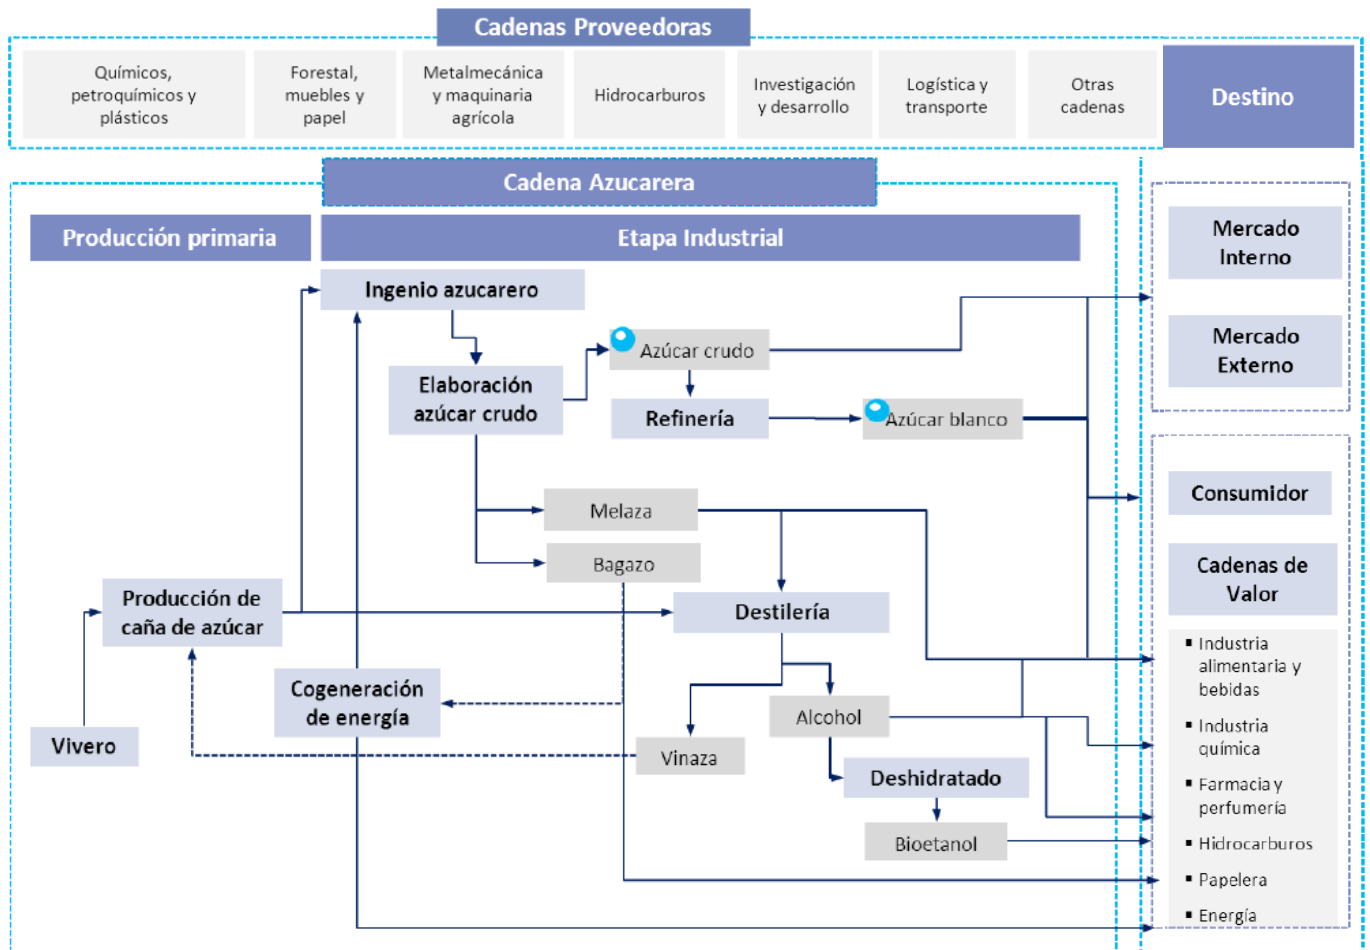 Cadenas Proveedoras
Químicos,
petroquímicos y
plásticos
Forestal,
muebles y
papel
Metalmecánica
y maquinaria
agrícola
Hidrocarburos
Investigación
y desarrollo
Logística y
transporte
Otras
cadenas
Destino
Cadena Azucarera
Producción primaria
Etapa Industrial
Mercado
Interno
Mercado
Externo
Ingenio azucarero
Azúcar crudo
Elaboración
azúcar crudo
Refinería
Azúcar blanco
Melaza
Bagazo
Producción de
caña de azúcar
Destilería
Cogeneración
de energía
Vivero
Alcohol
Vinaza
Deshidratado
Bioetanol
Consumidor
Cadenas de
Valor
▪ Industria
alimentaria y
bebidas
▪ Industria
química
▪ Farmacia y
perfumería
▪ Hidrocarburos
▪ Papelera
▪ Energía